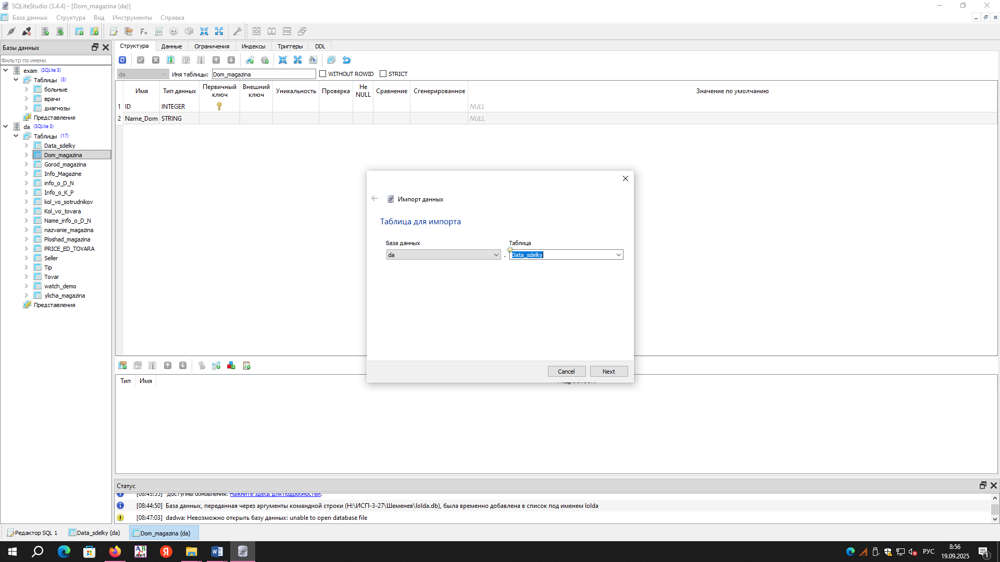 SQLiteStudio (3.4.4) - [Dom_magazina (da)]
База данных Структура Вид Инструменты Справка
Базы данных
Фильтр по имени
exam (SQLite 3)
Таблицы (3)
больные
врачи
диагнозы
Представления
da (SQLite 3)
Таблицы (17)
Data_sdelky
Dom_magazina
Gorod_magazina
Info_Magazine
info_o_D_N
Info_o_K_P
kol_vo_sotrudnikov
Kol_vo_tovara
Name_info_o_D_N
nazvanie_magazina
Ploshad_magazina
PRICE_ED_TOVARA
Seller
Tip
Tovar
watch_demo
ylicha_magazina
Представления
Структура Данные Ограничения Индексы Триггеры DDL
da Имя таблицы: Dom_magazina WITHOUT ROWID STRICT
Имя Тип данных Первичный ключ Внешний ключ Уникальность Проверка Не NULL Сравнение Сгенерированное Значение по умолчанию
1 ID INTEGER NULL
2 Name_Dom STRING NULL
Импорт данных
Таблица для импорта
База данных Таблица
da . Data_sdelky
Cancel Next
Тип Имя
Статус
[08:43:55] Доступны обновления. Нажмите здесь для подробностей.
[08:44:50] База данных, переданная через аргументы командной строки (H:\ИСП-3-27\Шеменев\lolda.db), была временно добавлена в список под именем lolda
[08:47:03] dadwa: Невозможно открыть базу данных: unable to open database file
Редактор SQL 1 Data_sdelky (da) Dom_magazina (da)
AB
C.net
Я
РУС
8:56
19.09.2025
1